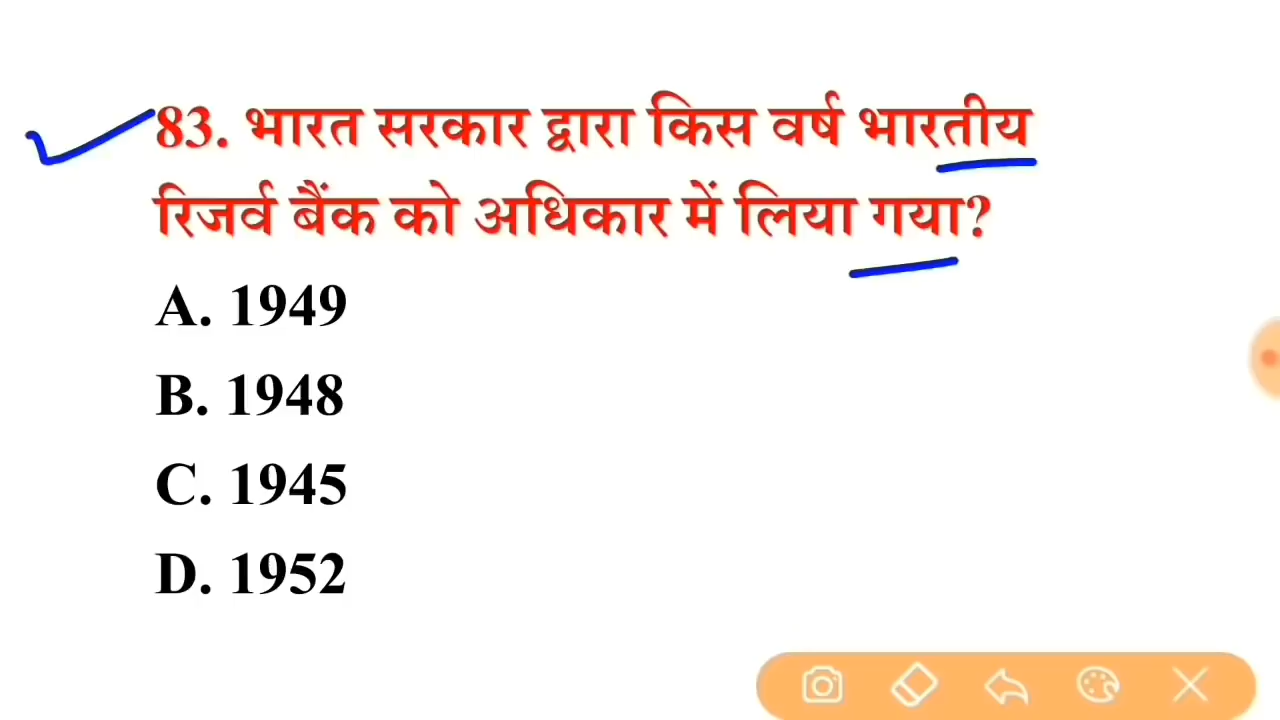 83. भारत सरकार द्वारा किस वर्ष भारतीय
रिजर्व बैंक को अधिकार में लिया गया?
A. 1949
B. 1948
C. 1945
D. 1952